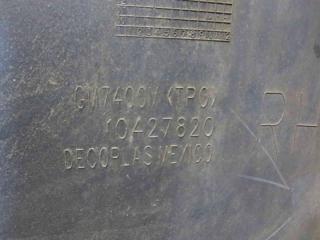 GM7400M <TPO>
10427820
RH
DECOPLAS MEXICO